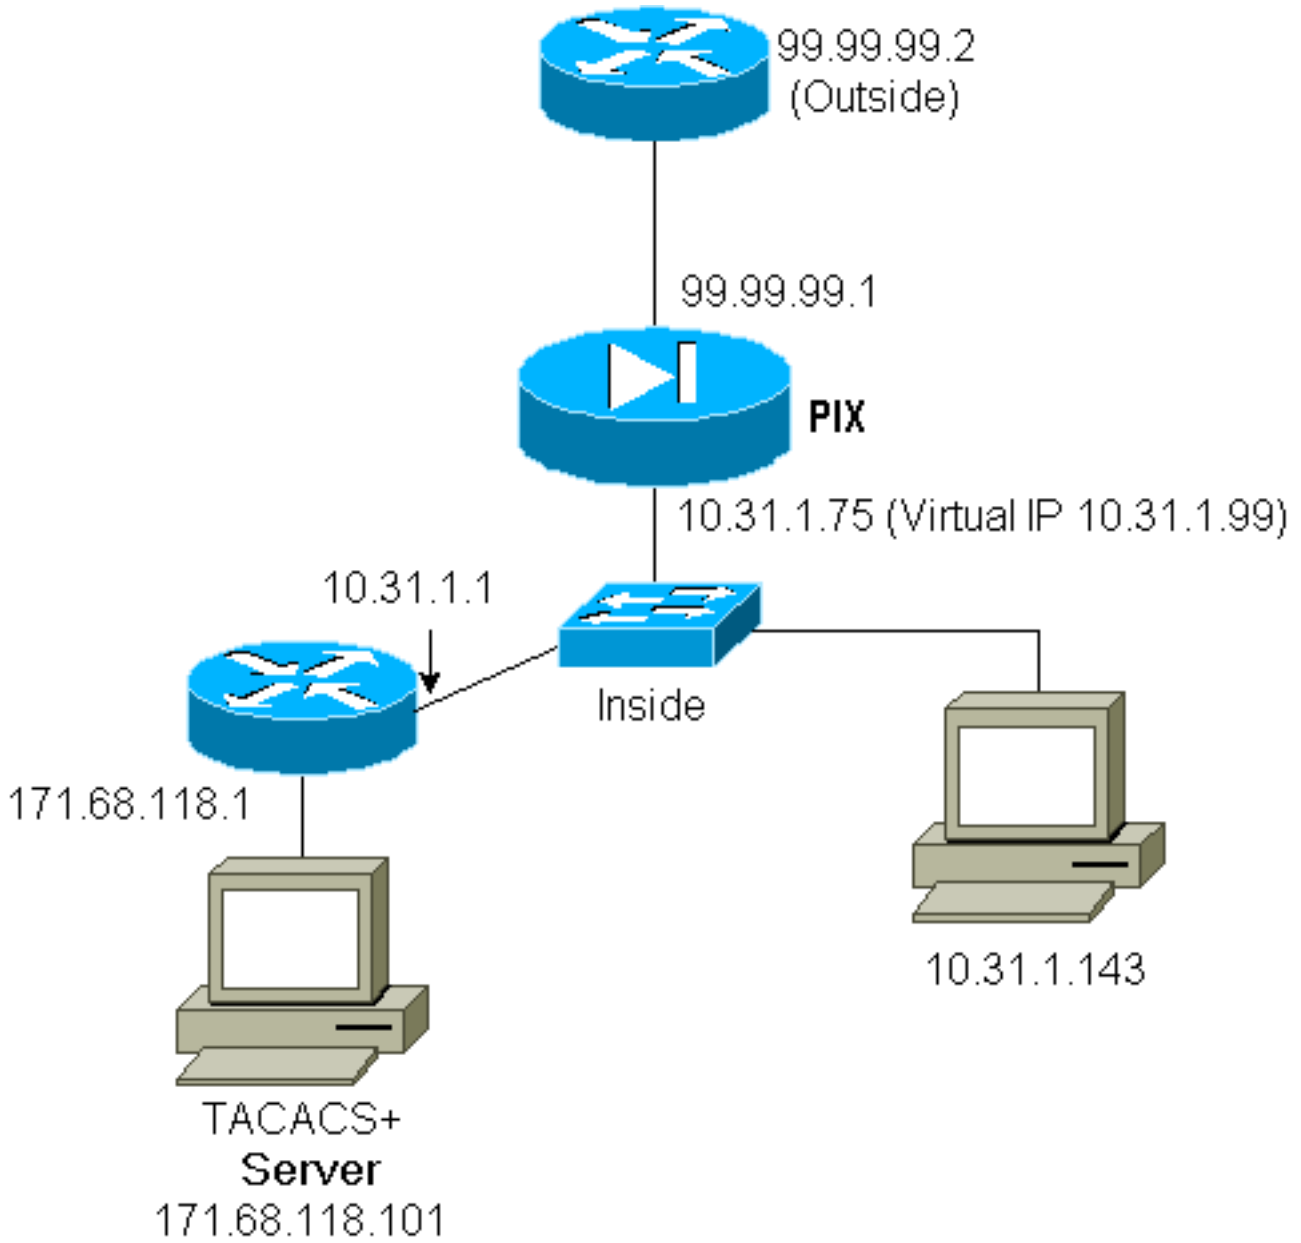 99.99.99.2
(Outside)
99.99.99.1
PIX
10.31.1.75 (Virtual IP 10.31.1.99)
10.31.1.1
Inside
171.68.118.1
10.31.1.143
TACACS+
Server
171.68.118.101